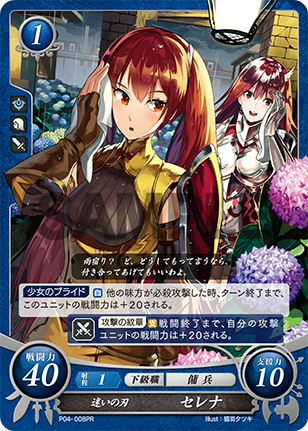 1
雨宿り？ ど、どうしてもってようなら、
付き合ってあげてもいいわよ。
少女のプライド 自 他の味方が必殺攻撃した時、ターン終了まで、
このユニットの戦闘力は＋20される。
攻撃の紋章 攻 戦闘終了まで、自分の攻撃
ユニットの戦闘力は＋20される。
戦闘力 40
射程 1 下級職 傭兵
支援力 10
迷いの刃 セレナ
P04-008PR Illust：猫羽タツキ